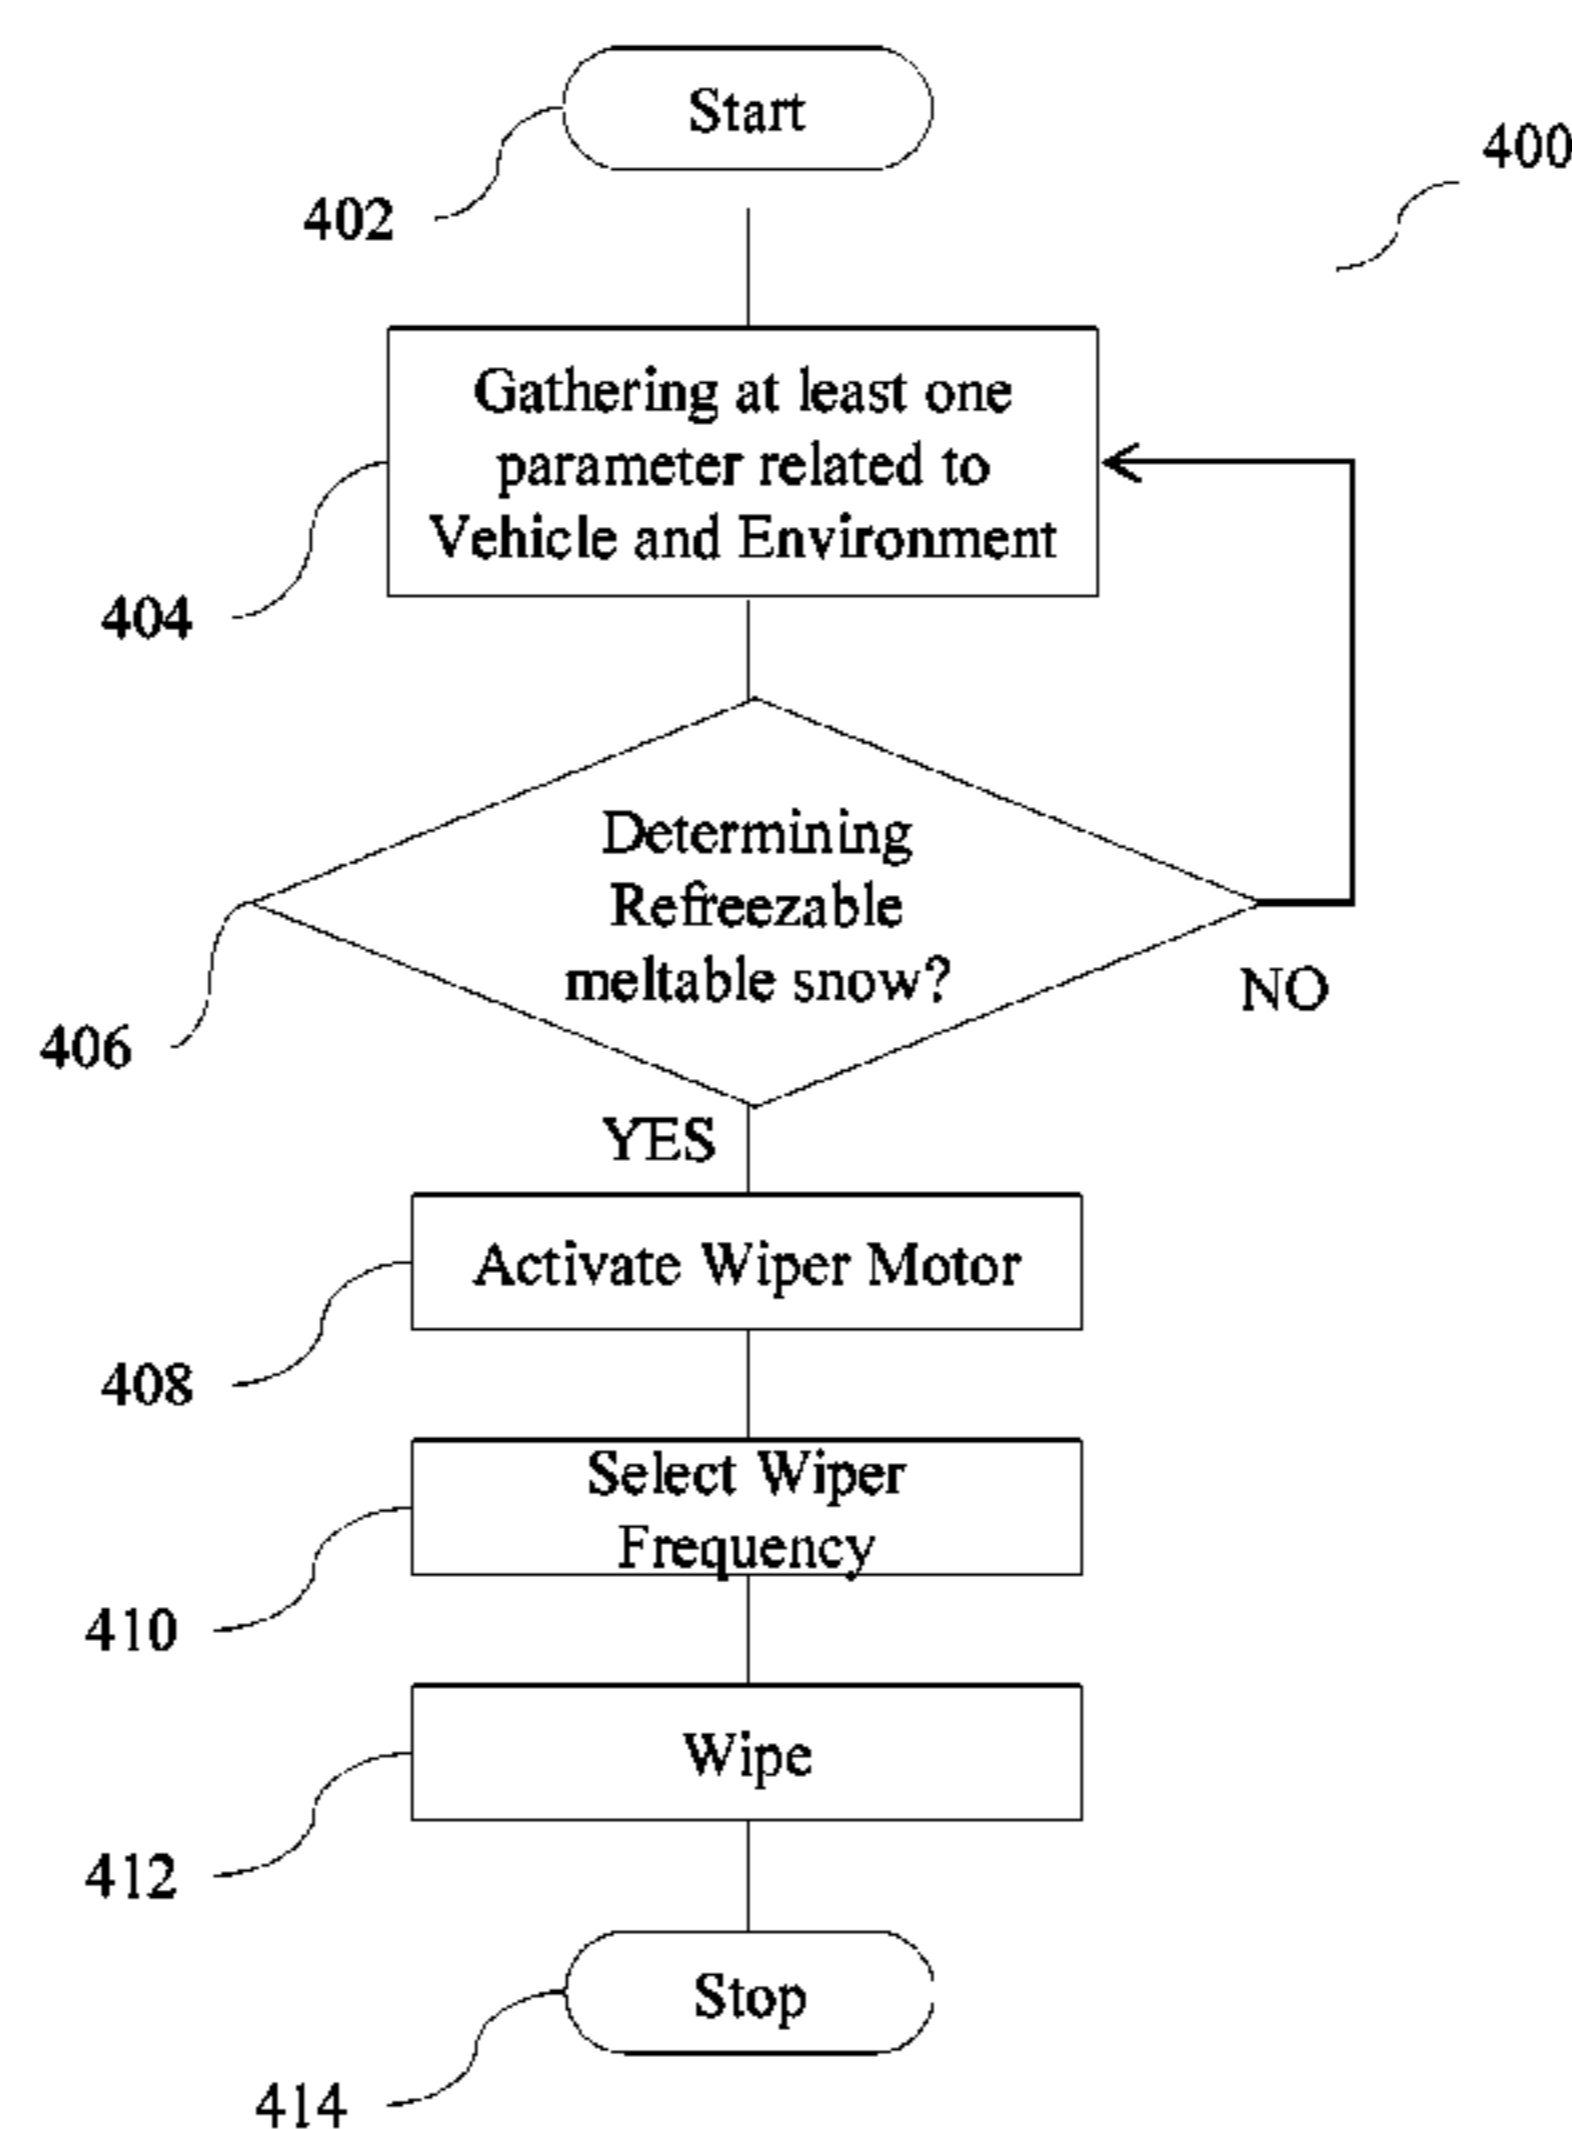 Start
400
402
Gathering at least one
parameter related to
Vehicle and Environment
404
Determining
Refreezable
meltable snow?
NO
406
YES
Activate Wiper Motor
408
Select Wiper
Frequency
410
Wipe
412
Stop
414